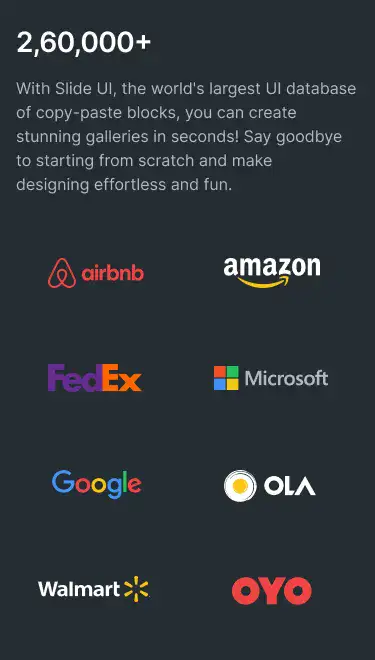 2,60,000+
With Slide UI, the world's largest UI database
of copy-paste blocks, you can create
stunning galleries in seconds! Say goodbye
to starting from scratch and make
designing effortless and fun.
airbnb
amazon
FedEx
Microsoft
Google
OLA
Walmart
OYO